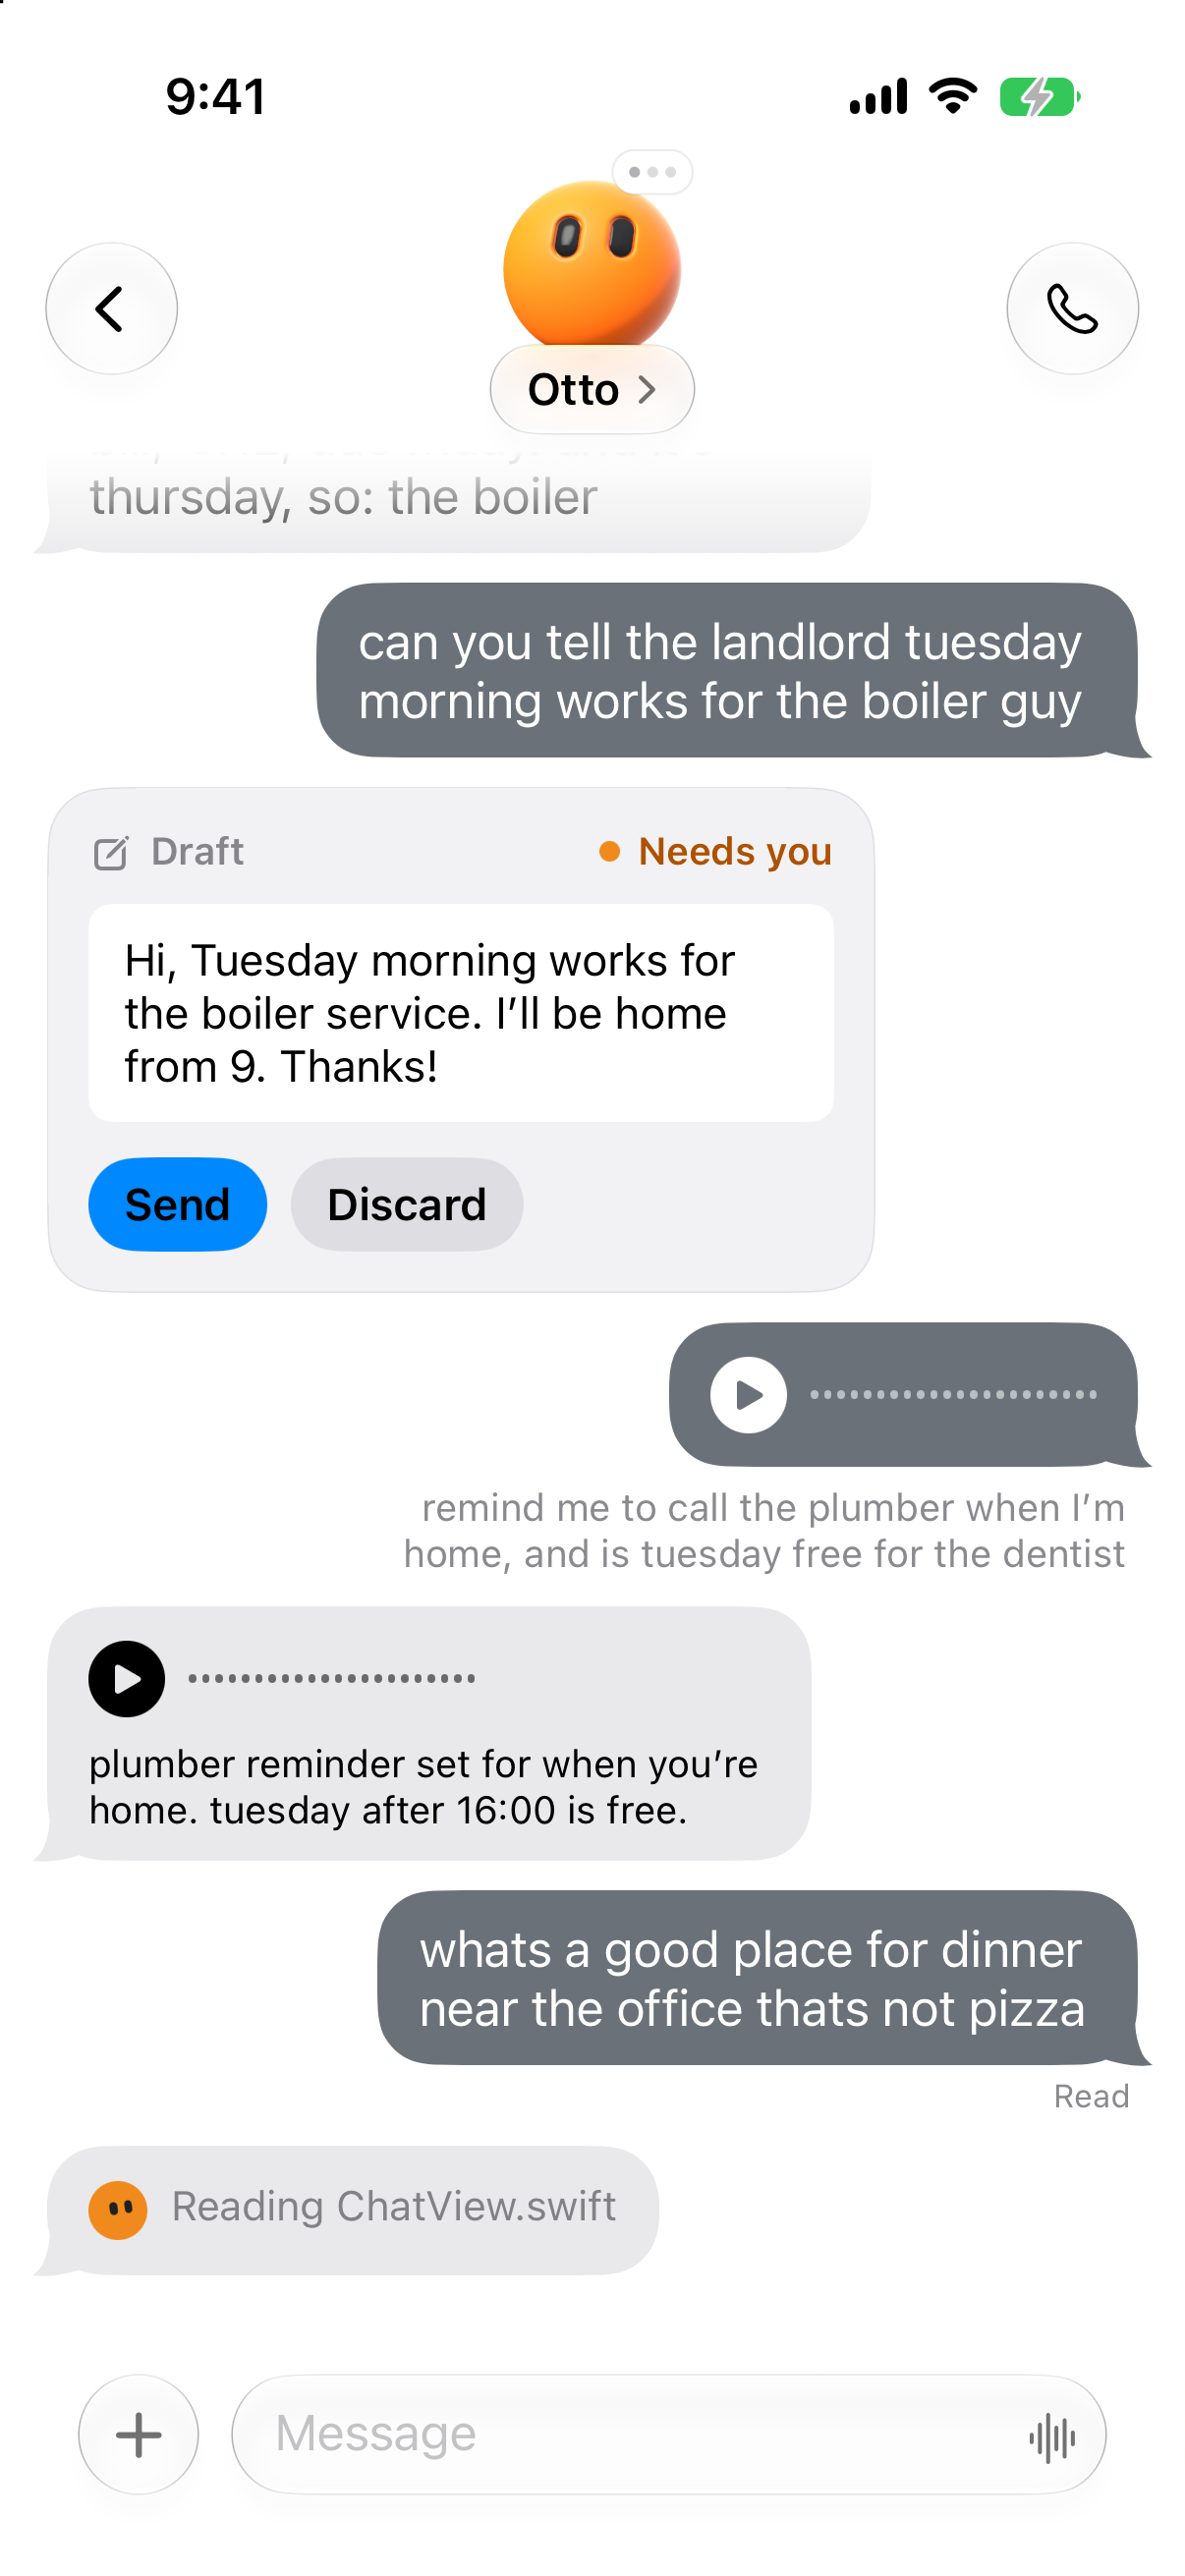 9:41
Otto
thursday, so: the boiler
can you tell the landlord tuesday
morning works for the boiler guy
Draft
Needs you
Hi, Tuesday morning works for
the boiler service. I’ll be home
from 9. Thanks!
Send
Discard
remind me to call the plumber when I’m
home, and is tuesday free for the dentist
plumber reminder set for when you’re
home. tuesday after 16:00 is free.
whats a good place for dinner
near the office thats not pizza
Read
Reading ChatView.swift
Message